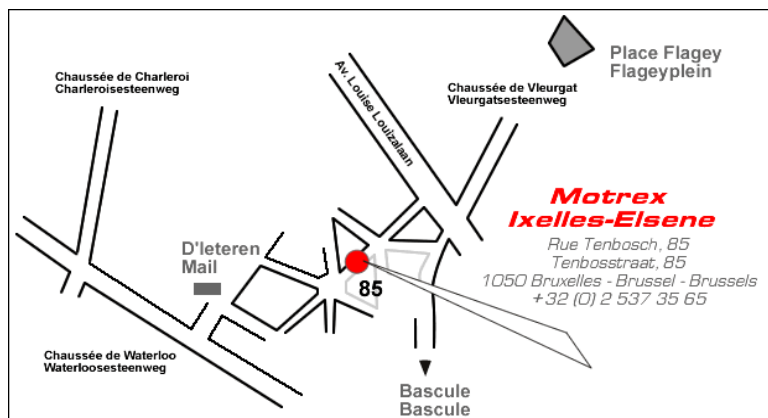 Place Flagey
Flageyplein
Chaussée de Charleroi
Charleroisesteenweg
Av. Louise Louizalaan
Chaussée de Vleurgat
Vleurgatsesteenweg
Motrex
Ixelles-Elsene
Rue Tenbosch, 85
Tenbosstraat, 85
1050 Bruxelles - Brussel - Brussels
+32 (0) 2 537 35 65
D'Ieteren
Mail
85
Chaussée de Waterloo
Waterloosesteenweg
Bascule
Bascule